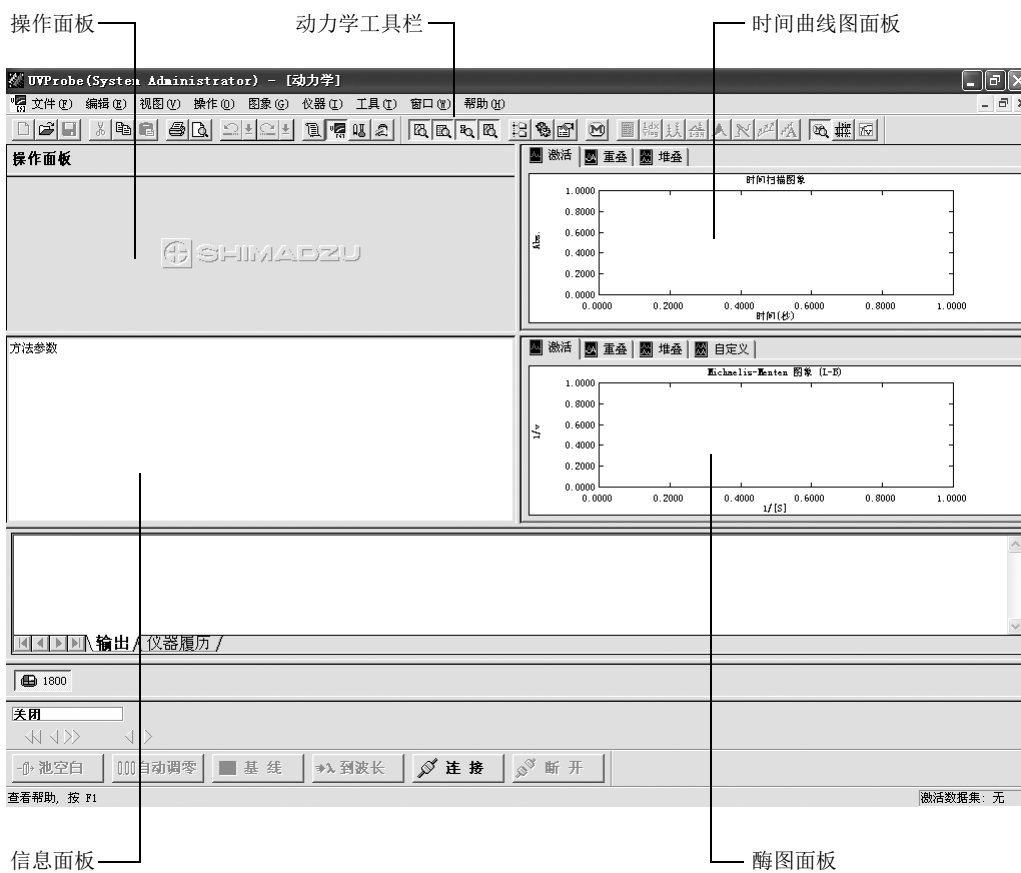 操作面板
动力学工具栏
时间曲线图面板
UVProbe(System Administrator) - [动力学]
文件(F) 编辑(E) 视图(V) 操作(O) 图象(G) 仪器(I) 工具(T) 窗口(W) 帮助(H)
操作面板
SHIMADZU
激活 重叠 堆叠
时间扫描图象
Abs.
1.0000
0.8000
0.6000
0.4000
0.2000
0.0000
0.0000 0.2000 0.4000 0.6000 0.8000 1.0000
时间(秒)
方法参数
激活 重叠 堆叠 自定义
Michaelis-Menten 图象 (L-B)
1/v
1.0000
0.8000
0.6000
0.4000
0.2000
0.0000
0.0000 0.2000 0.4000 0.6000 0.8000 1.0000
1/[S]
输出 仪器履历
1800
关闭
池空白 自动调零 基 线 到波长 连 接 断 开
查看帮助, 按 F1
激活数据集: 无
信息面板
酶图面板